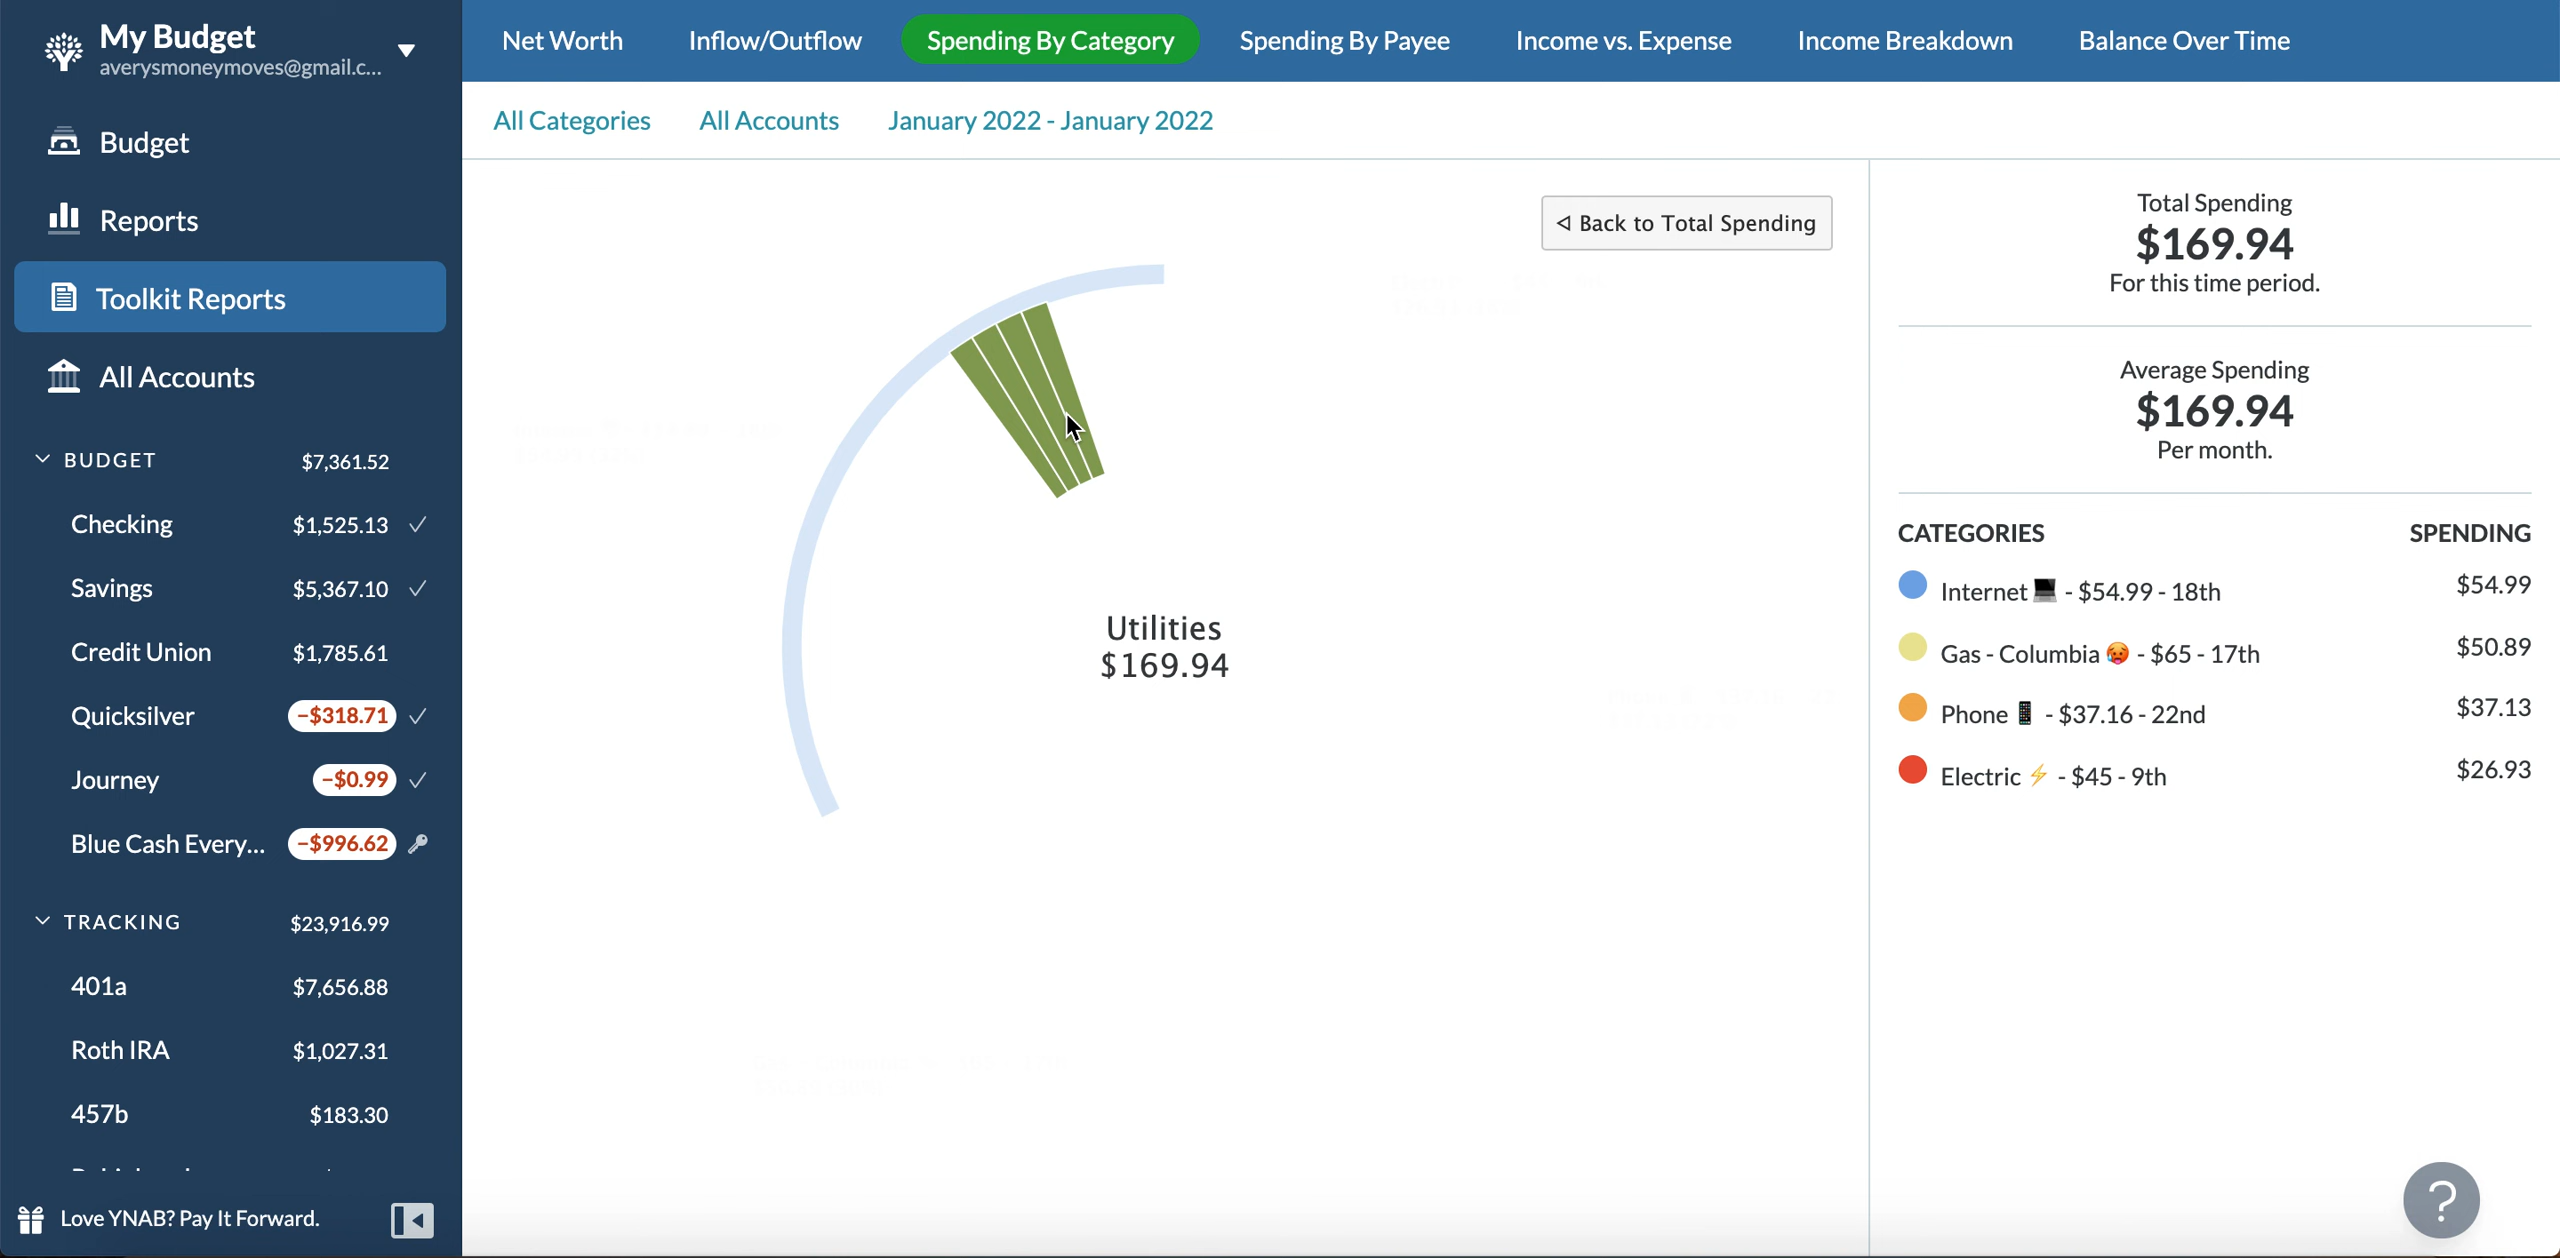 My Budget
averysmoneymoves@gmail.c...
Budget
Reports
Toolkit Reports
All Accounts
BUDGET $7,361.52
Checking $1,525.13
Savings $5,367.10
Credit Union $1,785.61
Quicksilver -$318.71
Journey -$0.99
Blue Cash Every... -$996.62
TRACKING $23,916.99
401a $7,656.88
Roth IRA $1,027.31
457b $183.30
Love YNAB? Pay It Forward.
Net Worth Inflow/Outflow Spending By Category Spending By Payee Income vs. Expense Income Breakdown Balance Over Time
All Categories All Accounts January 2022 - January 2022
Back to Total Spending
Utilities
$169.94
Total Spending
$169.94
For this time period.
Average Spending
$169.94
Per month.
CATEGORIES SPENDING
Internet 💻 - $54.99 - 18th $54.99
Gas - Columbia 🥵 - $65 - 17th $50.89
Phone 📱 - $37.16 - 22nd $37.13
Electric ⚡ - $45 - 9th $26.93
?